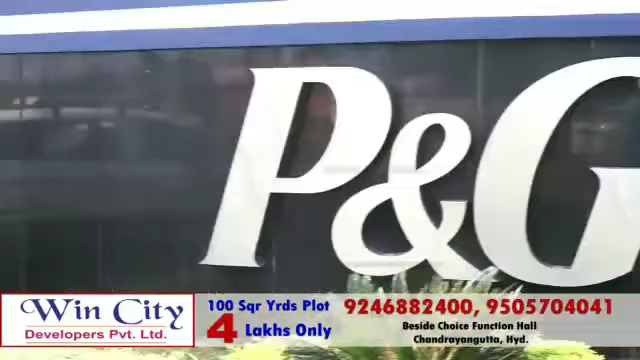 P&G
Win City
Developers Pvt. Ltd.
100 Sqr Yrds Plot
4 Lakhs Only
9246882400, 9505704041
Beside Choice Function Hall
Chandrayangutta, Hyd.